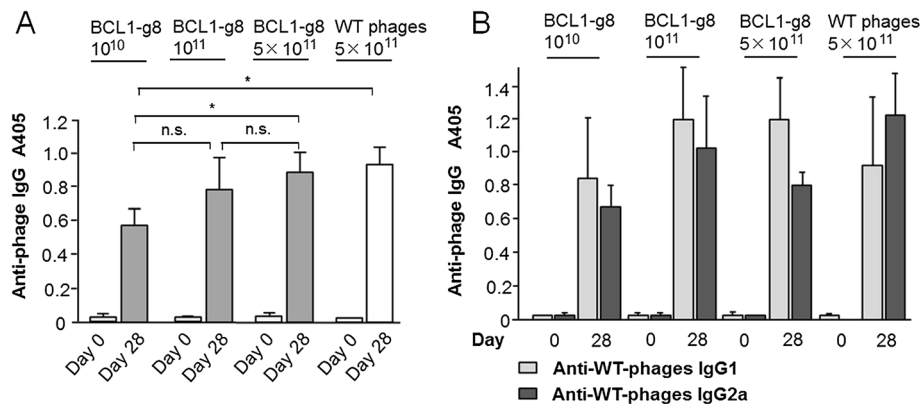 A
BCL1-g8 BCL1-g8 BCL1-g8 WT phages
10^10 10^11 5×10^11 5×10^11
*
*
n.s. n.s.
Anti-phage IgG A405
1.2
1.0
0.8
0.6
0.4
0.2
0
Day 0 Day 28 Day 0 Day 28 Day 0 Day 28 Day 0 Day 28
B
BCL1-g8 BCL1-g8 BCL1-g8 WT phages
10^10 10^11 5×10^11 5×10^11
Anti-phage IgG A405
1.4
1.2
1.0
0.8
0.6
0.4
0.2
0
Day 0 28 0 28 0 28 0 28
Anti-WT-phages IgG1
Anti-WT-phages IgG2a